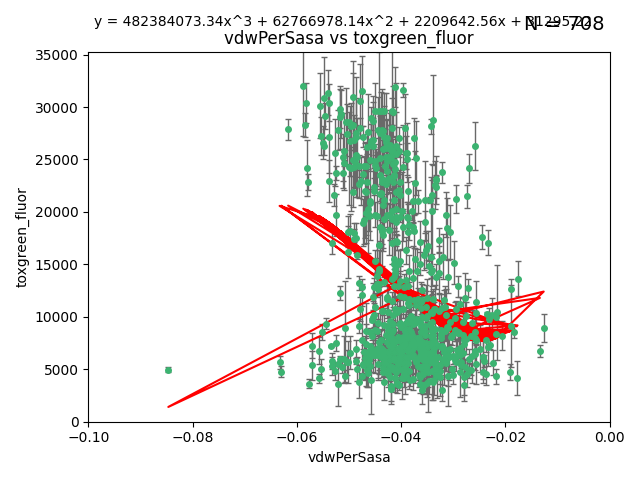 y = 482384073.34x^3 + 62766978.14x^2 + 2209642.56x +
N = 708
vdwPerSasa vs toxgreen_fluor
35000
30000
25000
20000
15000
10000
5000
0
toxgreen_fluor
−0.10 −0.08 −0.06 −0.04 −0.02 0.00
vdwPerSasa